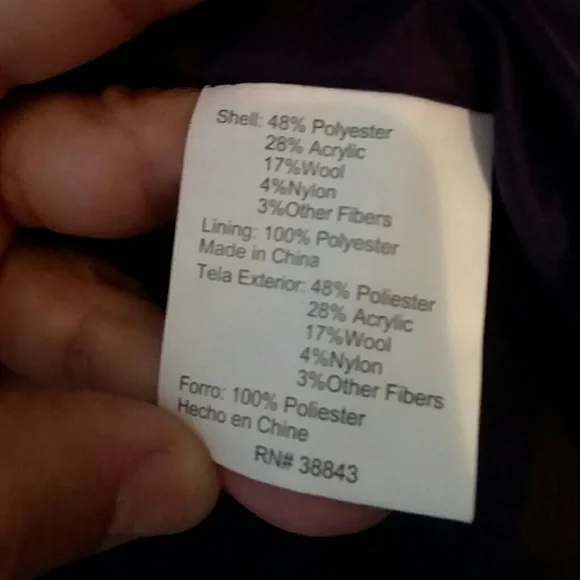 Shell: 48% Polyester
28% Acrylic
17%Wool
4%Nylon
3%Other Fibers
Lining: 100% Polyester
Made in China
Tela Exterior: 48% Poliester
28% Acrylic
17%Wool
4%Nylon
3%Other Fibers
Forro: 100% Poliester
Hecho en Chine
RN# 38843